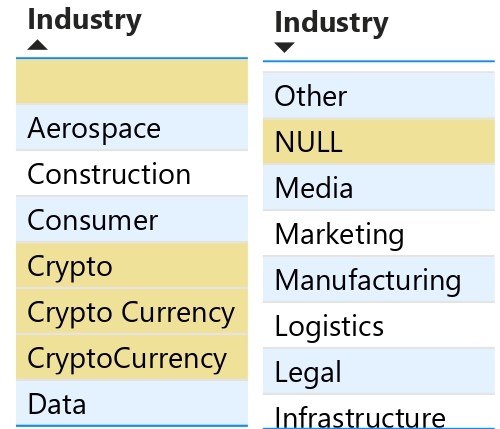 Industry
Aerospace
Construction
Consumer
Crypto
Crypto Currency
CryptoCurrency
Data
Industry
Other
NULL
Media
Marketing
Manufacturing
Logistics
Legal
Infrastructure